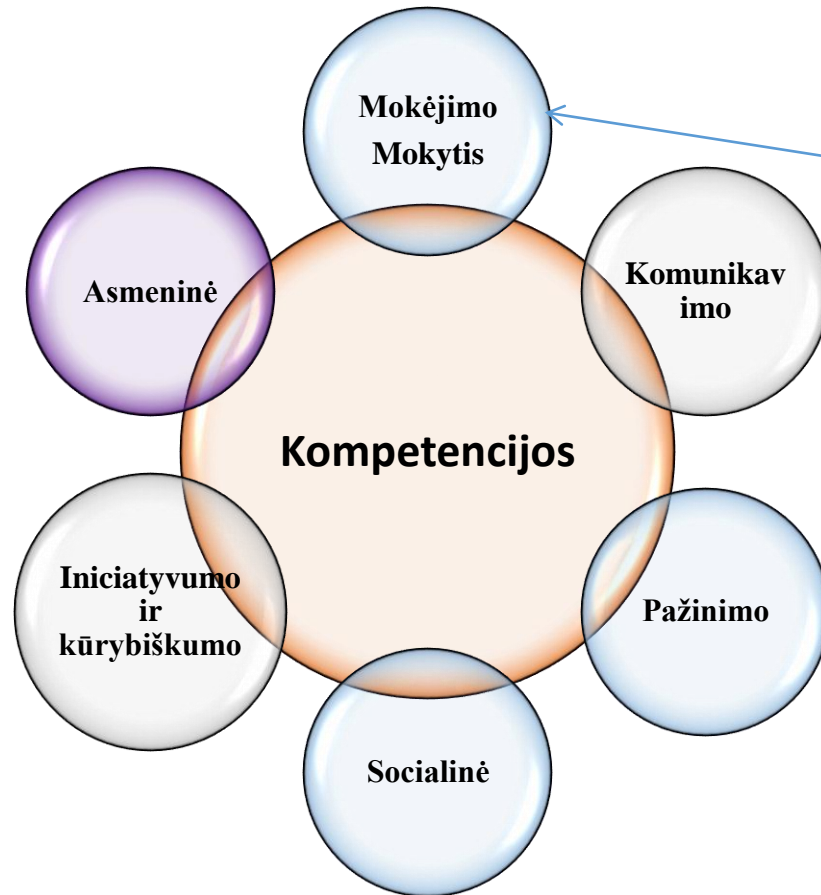 Mokėjimo
Mokytis
Komunikav
imo
Asmeninė
Kompetencijos
Iniciatyvumo
ir
kūrybiškumo
Pažinimo
Socialinė